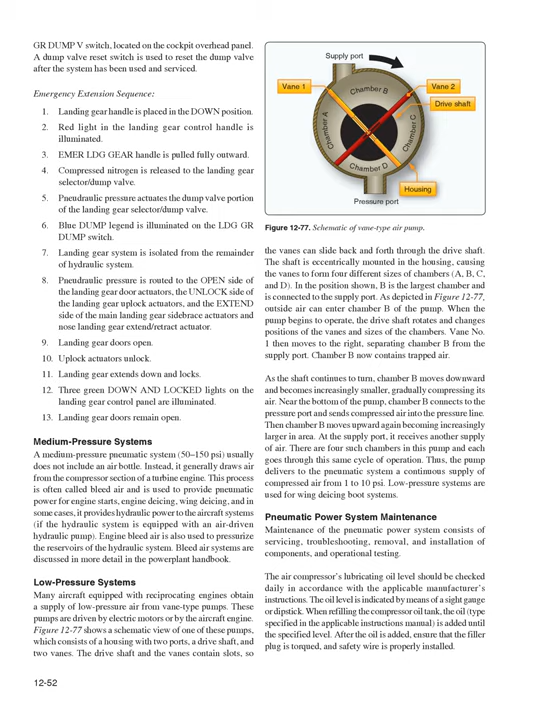 GR DUMP V switch, located on the cockpit overhead panel.
A dump valve reset switch is used to reset the dump valve
after the system has been used and serviced.
Emergency Extension Sequence:
1. Landing gear handle is placed in the DOWN position.
2. Red light in the landing gear control handle is
illuminated.
3. EMER LDG GEAR handle is pulled fully outward.
4. Compressed nitrogen is released to the landing gear
selector/dump valve.
5. Pneudraulic pressure actuates the dump valve portion
of the landing gear selector/dump valve.
6. Blue DUMP legend is illuminated on the LDG GR
DUMP switch.
7. Landing gear system is isolated from the remainder
of hydraulic system.
8. Pneudraulic pressure is routed to the OPEN side of
the landing gear door actuators, the UNLOCK side of
the landing gear uplock actuators, and the EXTEND
side of the main landing gear sidebrace actuators and
nose landing gear extend/retract actuator.
9. Landing gear doors open.
10. Uplock actuators unlock.
11. Landing gear extends down and locks.
12. Three green DOWN AND LOCKED lights on the
landing gear control panel are illuminated.
13. Landing gear doors remain open.
Medium-Pressure Systems
A medium-pressure pneumatic system (50–150 psi) usually
does not include an air bottle. Instead, it generally draws air
from the compressor section of a turbine engine. This process
is often called bleed air and is used to provide pneumatic
power for engine starts, engine deicing, wing deicing, and in
some cases, it provides hydraulic power to the aircraft systems
(if the hydraulic system is equipped with an air-driven
hydraulic pump). Engine bleed air is also used to pressurize
the reservoirs of the hydraulic system. Bleed air systems are
discussed in more detail in the powerplant handbook.
Low-Pressure Systems
Many aircraft equipped with reciprocating engines obtain
a supply of low-pressure air from vane-type pumps. These
pumps are driven by electric motors or by the aircraft engine.
Figure 12-77 shows a schematic view of one of these pumps,
which consists of a housing with two ports, a drive shaft, and
two vanes. The drive shaft and the vanes contain slots, so
Supply port
Vane 1
Chamber B
Vane 2
Drive shaft
Chamber A
Chamber C
Chamber D
Housing
Pressure port
Figure 12-77. Schematic of vane-type air pump.
the vanes can slide back and forth through the drive shaft.
The shaft is eccentrically mounted in the housing, causing
the vanes to form four different sizes of chambers (A, B, C,
and D). In the position shown, B is the largest chamber and
is connected to the supply port. As depicted in Figure 12-77,
outside air can enter chamber B of the pump. When the
pump begins to operate, the drive shaft rotates and changes
positions of the vanes and sizes of the chambers. Vane No.
1 then moves to the right, separating chamber B from the
supply port. Chamber B now contains trapped air.
As the shaft continues to turn, chamber B moves downward
and becomes increasingly smaller, gradually compressing its
air. Near the bottom of the pump, chamber B connects to the
pressure port and sends compressed air into the pressure line.
Then chamber B moves upward again becoming increasingly
larger in area. At the supply port, it receives another supply
of air. There are four such chambers in this pump and each
goes through this same cycle of operation. Thus, the pump
delivers to the pneumatic system a continuous supply of
compressed air from 1 to 10 psi. Low-pressure systems are
used for wing deicing boot systems.
Pneumatic Power System Maintenance
Maintenance of the pneumatic power system consists of
servicing, troubleshooting, removal, and installation of
components, and operational testing.
The air compressor's lubricating oil level should be checked
daily in accordance with the applicable manufacturer's
instructions. The oil level is indicated by means of a sight gauge
or dipstick. When refilling the compressor oil tank, the oil (type
specified in the applicable instructions manual) is added until
the specified level. After the oil is added, ensure that the filler
plug is torqued, and safety wire is properly installed.
12-52